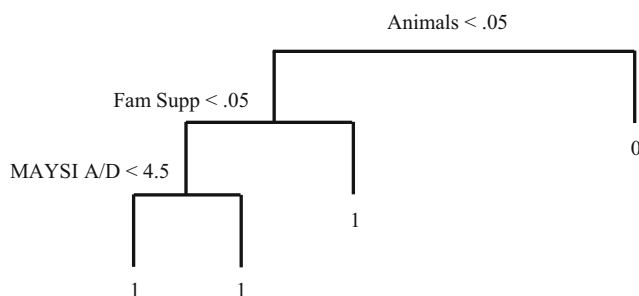 Animals < .05
Fam Supp < .05
0
MAYSI A/D < 4.5
1
1 1